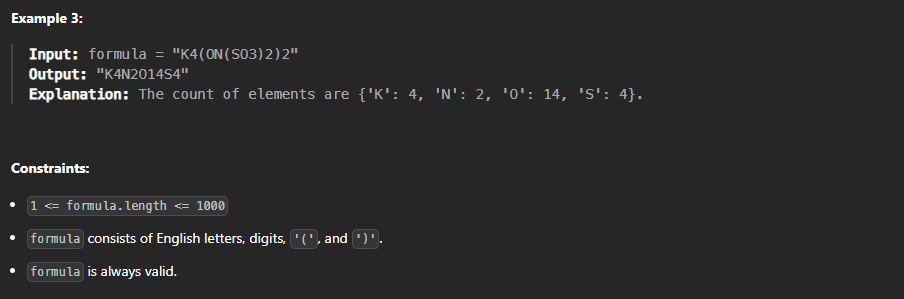 Example 3:
Input: formula = "K4(ON(SO3)2)2"
Output: "K4N2O14S4"
Explanation: The count of elements are {'K': 4, 'N': 2, 'O': 14, 'S': 4}.
Constraints:
• 1 <= formula.length <= 1000
• formula consists of English letters, digits, '(', and ')'.
• formula is always valid.